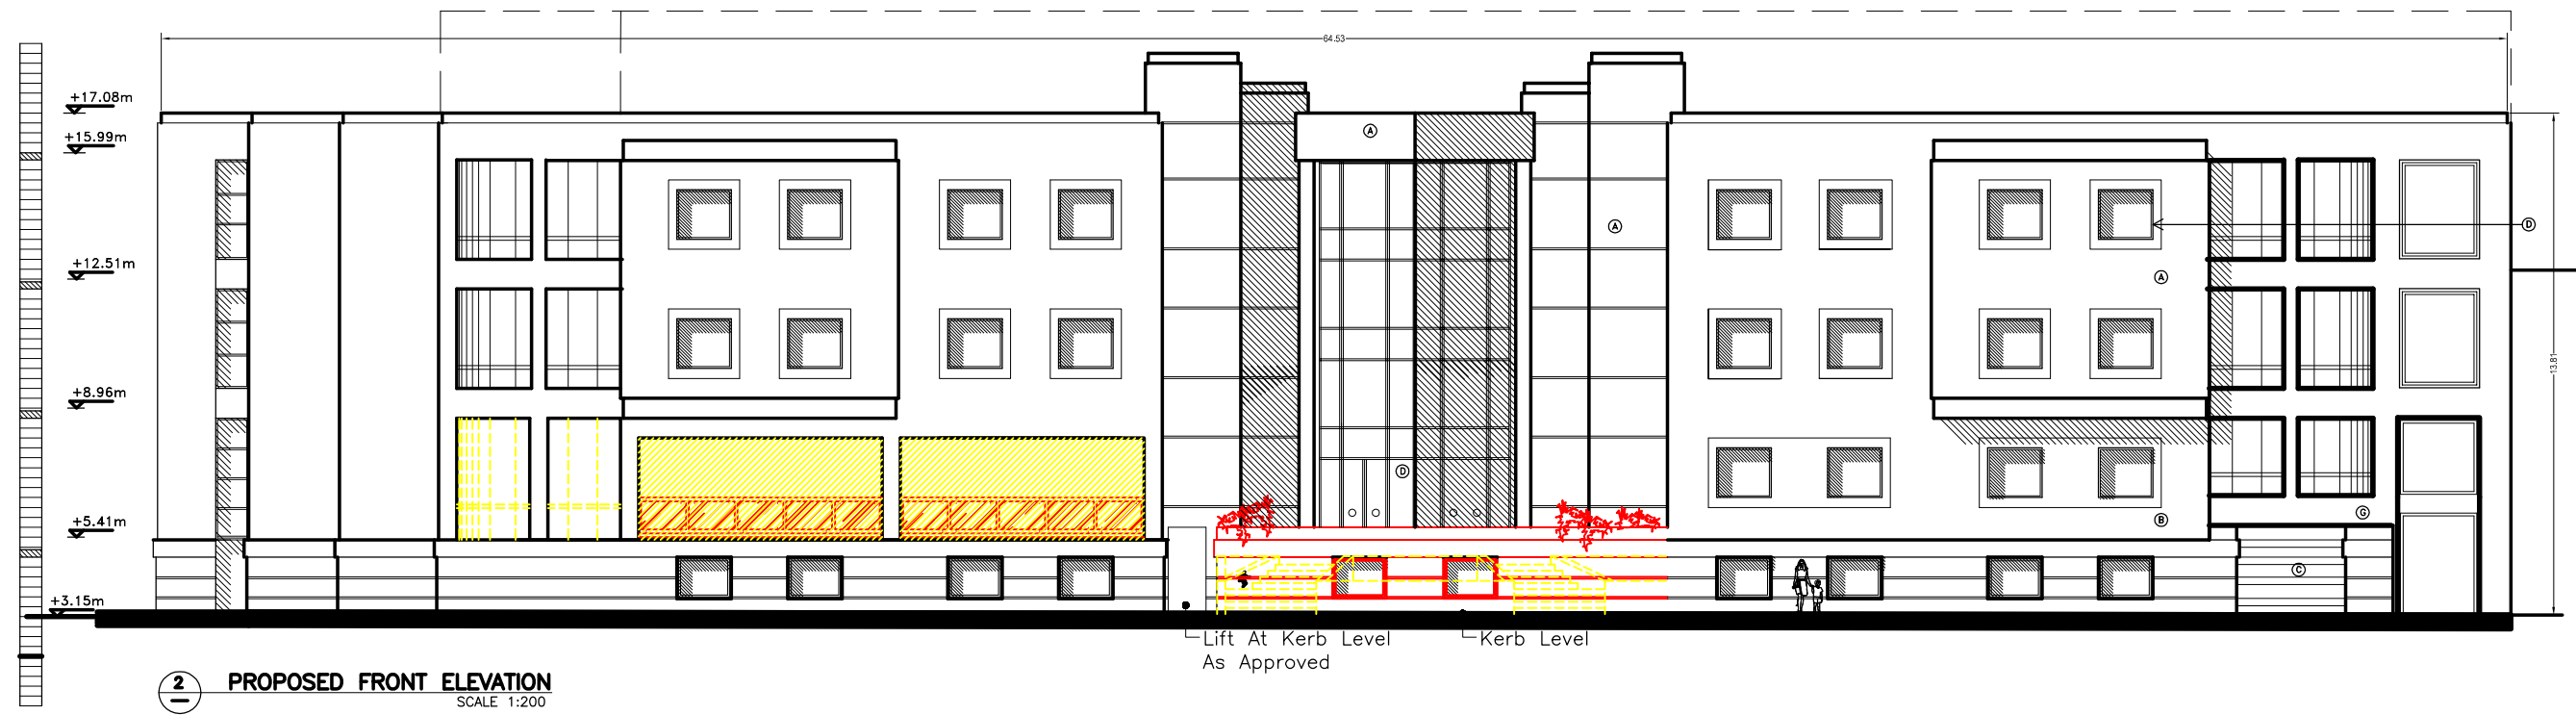 64.53
+17.08m
+15.99m
+12.51m
+8.96m
+5.41m
+3.15m
A
A
D
A
13.81
D
G
B
C
Lift At Kerb Level
As Approved
Kerb Level
2
PROPOSED FRONT ELEVATION
SCALE 1:200